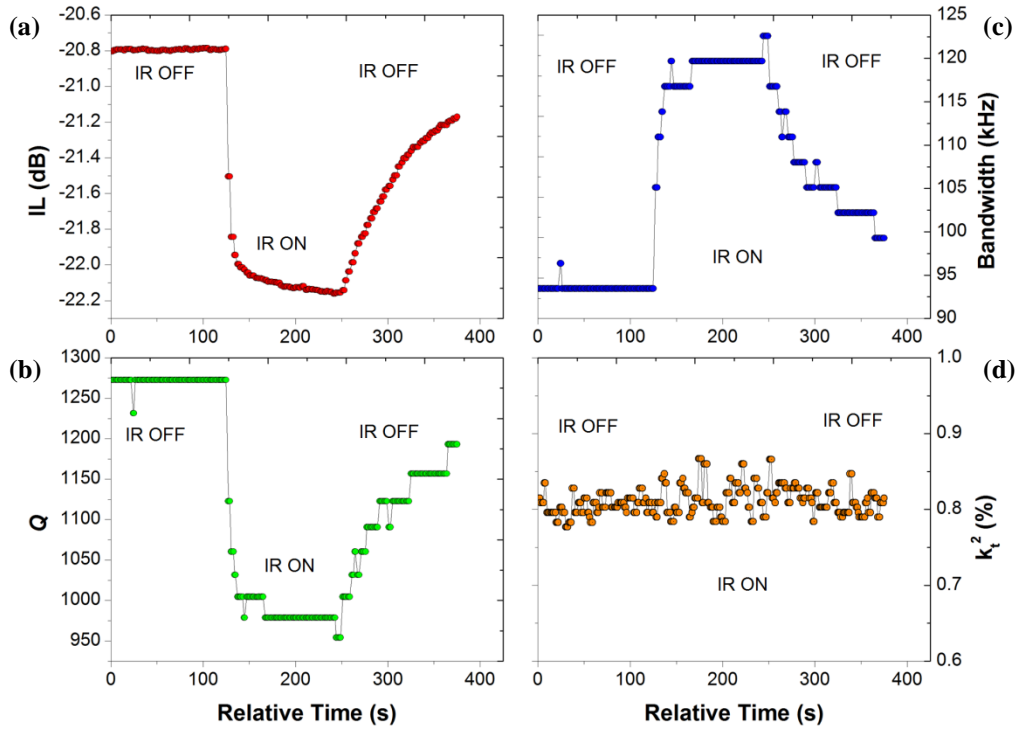 (a)
-20.6
-20.8
-21.0
-21.2
-21.4
-21.6
-21.8
-22.0
-22.2
IL (dB)
IR OFF
IR OFF
IR ON
0
100
200
300
400
(c)
125
120
115
110
105
100
95
90
Bandwidth (kHz)
IR OFF
IR OFF
IR ON
0
100
200
300
400
(b)
1300
1250
1200
1150
1100
1050
1000
950
Q
IR OFF
IR OFF
IR ON
0
100
200
300
400
Relative Time (s)
(d)
1.0
0.9
0.8
0.7
0.6
k_t^2 (%)
IR OFF
IR OFF
IR ON
0
100
200
300
400
Relative Time (s)